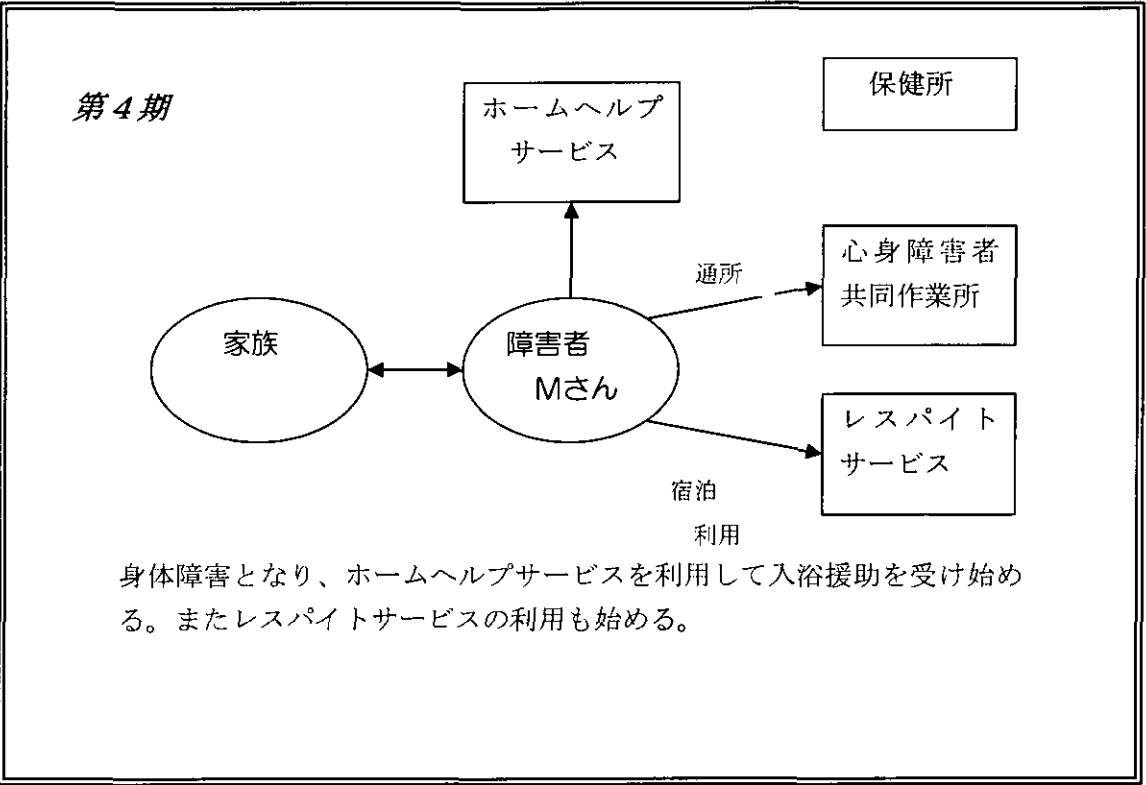 第4期
ホームヘルプ
サービス
保健所
通所
心身障害者
共同作業所
家族
障害者
Mさん
レスパイト
サービス
宿泊
利用
身体障害となり、ホームヘルプサービスを利用して入浴援助を受け始め
る。またレスパイトサービスの利用も始める。